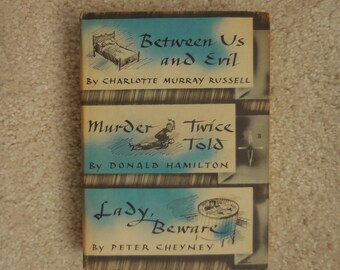 Between Us
and Evil
By CHARLOTTE MURRAY RUSSELL
Murder Twice
Told
By DONALD HAMILTON
Lady,
Beware
By PETER CHEYNEY